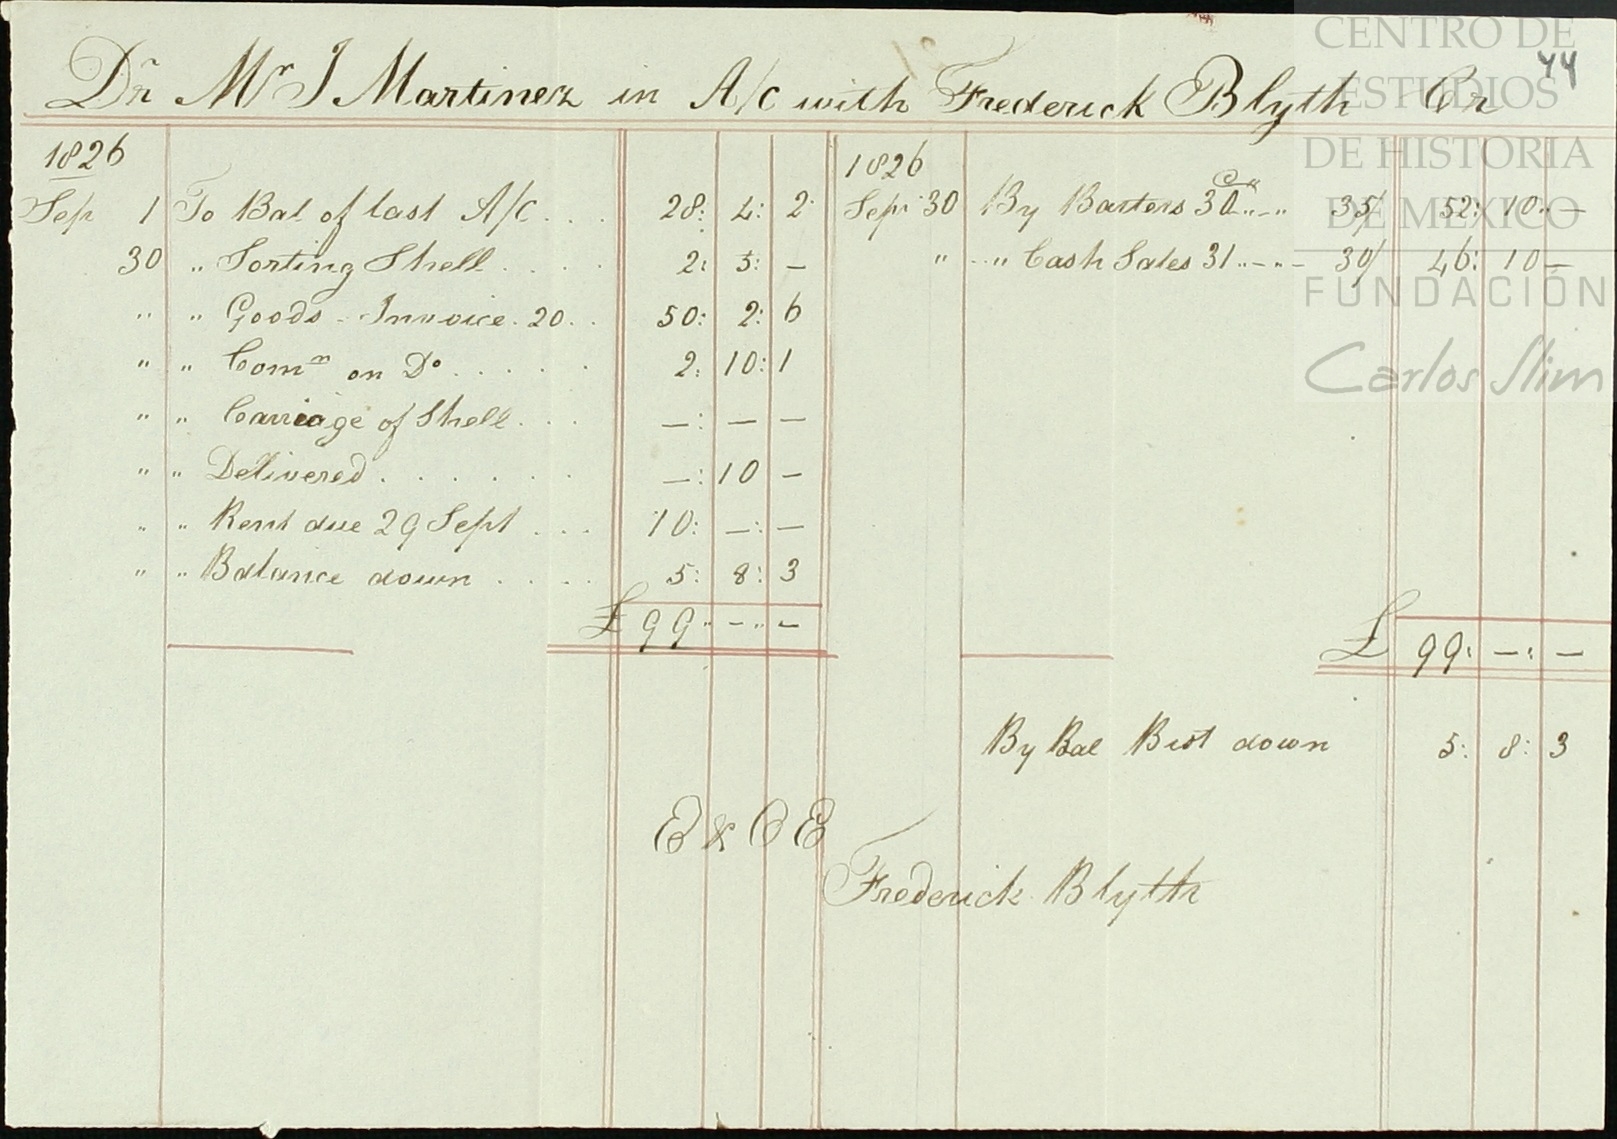 44
Dr Mr J Martinez in A/c with Frederick Blyth Cr
1826
Sep 1 To Bal of last A/C . . . 28: 4: 2
30 „ Sorting Shell . . . . 2: 3: —
„ „ Goods - Invoice . 20 . . 50: 2: 6
„ „ Comn on Do . . . . . . 2: 10: 1
„ „ Carriage of Shell . . . —: — —
„ „ Delivered . . . . . . —: 10 —
„ „ Rent due 29 Sept . . . 10: —: —
„ „ Balance down . . . . 5: 8: 3
£ 99 „ — „ —
1826
Sep 30 By Barters 30 „ — „ 35/ 52: 10 „ —
„ „ Cash Sales 31 „ — „ — 30/ 46: 10 —
£ 99: —: —
By Bal Brot down 5: 8: 3
E & O E
Frederick Blyth
CENTRO DE
ESTUDIOS
DE HISTORIA
DE MÉXICO
FUNDACIÓN
Carlos Slim